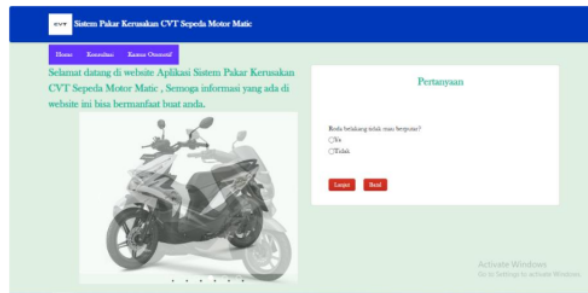 CVT
Sistem Pakar Kerusakan CVT Sepeda Motor Matic
Home Konsultasi Kamus Otomotif
Selamat datang di website Aplikasi Sistem Pakar Kerusakan
CVT Sepeda Motor Matic , Semoga informasi yang ada di
website ini bisa bermanfaat buat anda.
Pertanyaan
Roda belakang tidak mau berputar?
Ya
Tidak
Lanjut Batal
Activate Windows
Go to Settings to activate Windows.